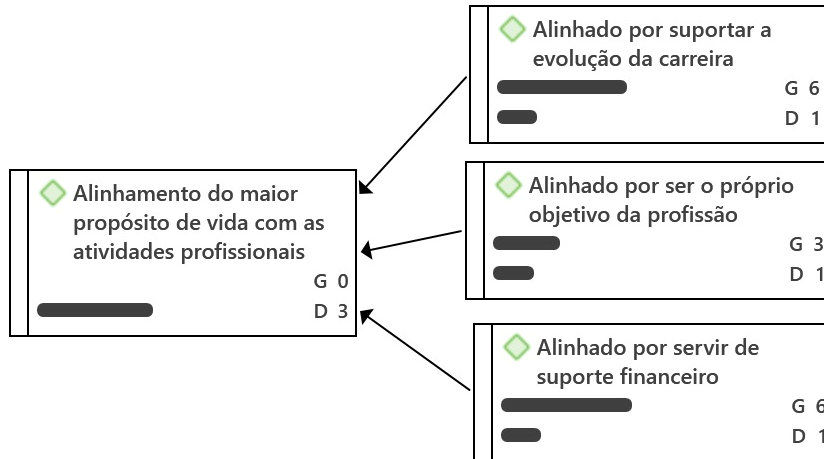 Alinhado por suportar a
evolução da carreira
G 6
D 1
Alinhamento do maior
propósito de vida com as
atividades profissionais
G 0
D 3
Alinhado por ser o próprio
objetivo da profissão
G 3
D 1
Alinhado por servir de
suporte financeiro
G 6
D 1